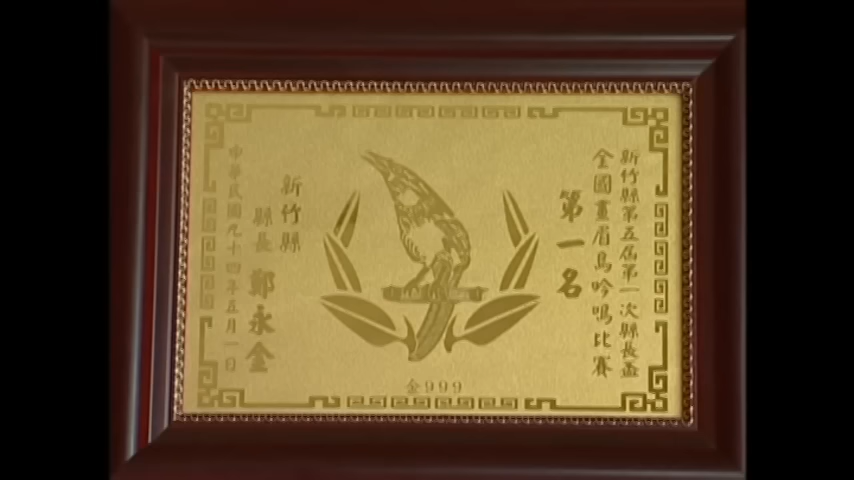 新竹縣第五屆第一次縣長盃
全國畫眉鳥吟鳴比賽
第一名
新竹縣
縣長 鄭永金
中華民國九十四年五月一日
金999